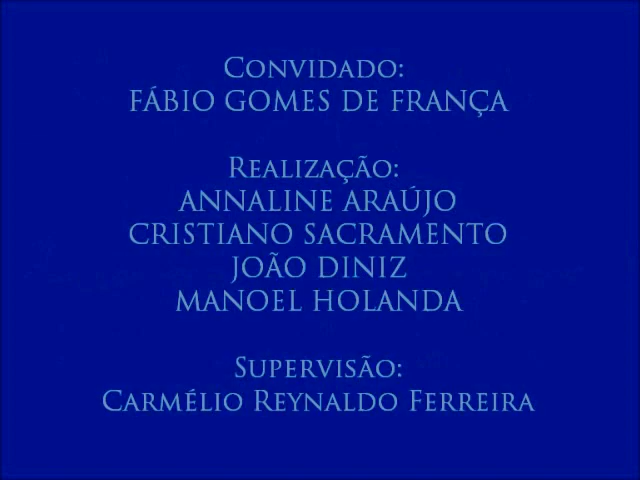 Convidado:
FÁBIO GOMES DE FRANÇA
Realização:
ANNALINE ARAÚJO
CRISTIANO SACRAMENTO
JOÃO DINIZ
MANOEL HOLANDA
Supervisão:
Carmélio Reynaldo Ferreira